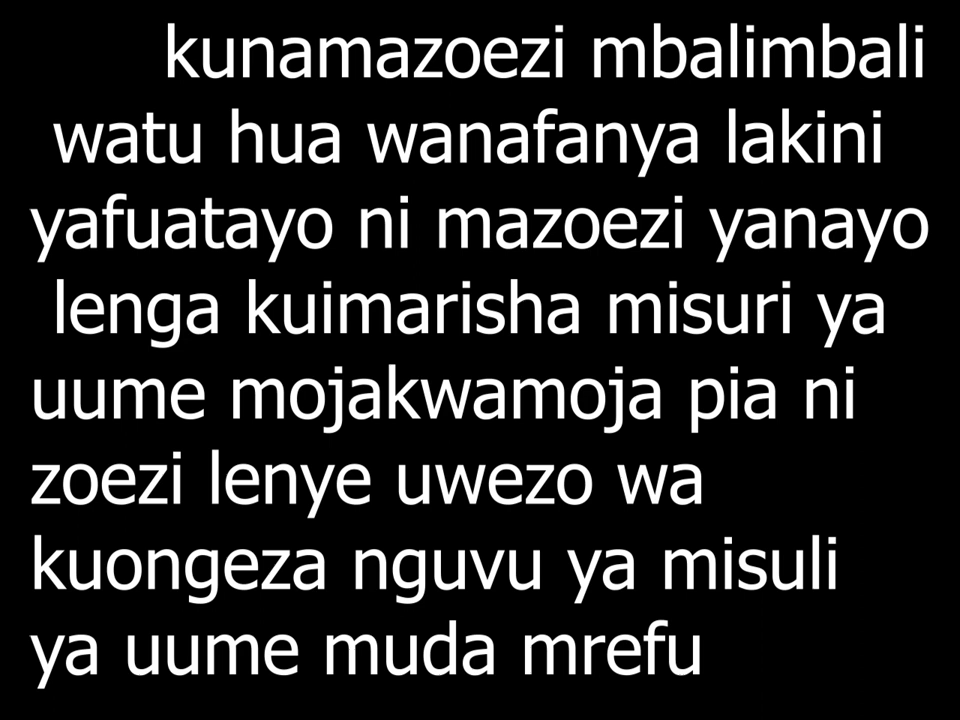 kunamazoezi mbalimbali
watu hua wanafanya lakini
yafuatayo ni mazoezi yanayo
lenga kuimarisha misuri ya
uume mojakwamoja pia ni
zoezi lenye uwezo wa
kuongeza nguvu ya misuli
ya uume muda mrefu